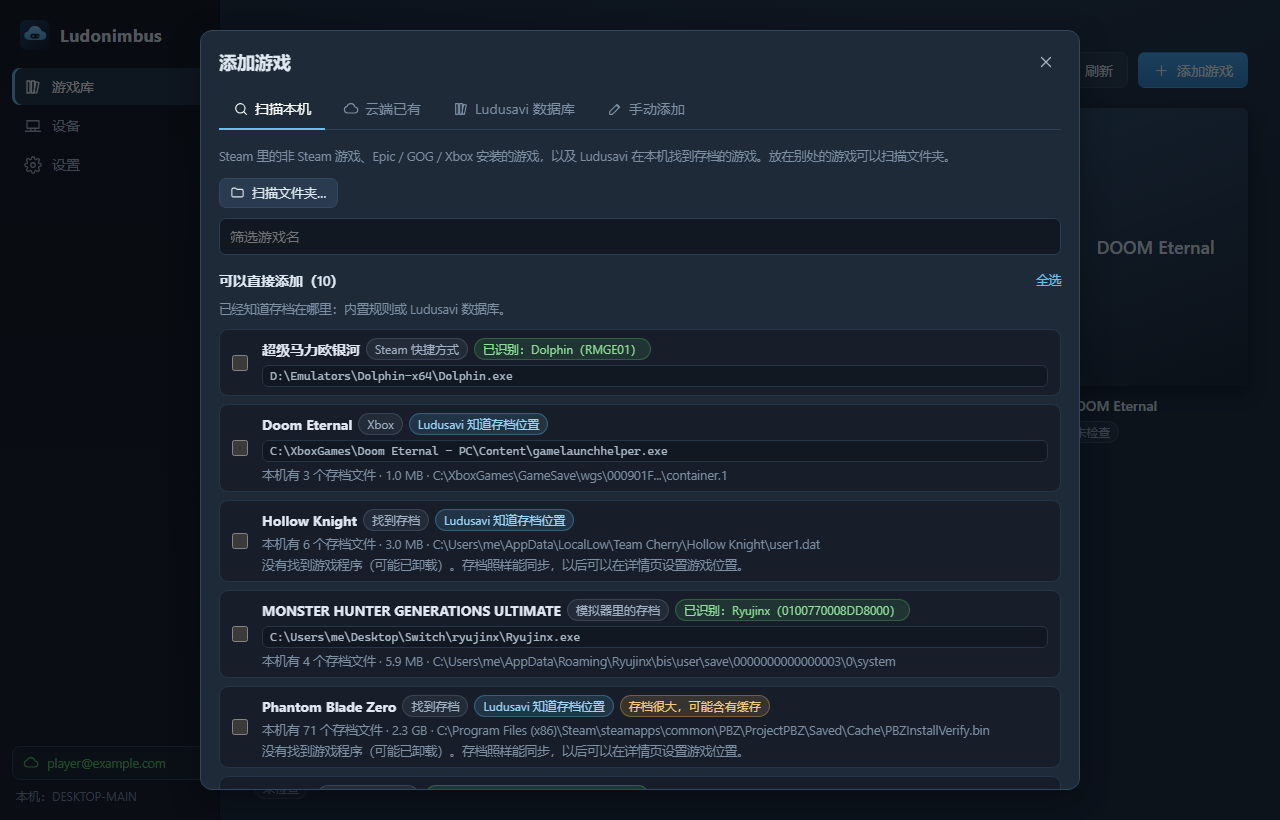 Ludonimbus
游戏库
设备
设置
player@example.com
本机：DESKTOP-MAIN
刷新
添加游戏
DOOM Eternal
DOOM Eternal
未检查
添加游戏
扫描本机
云端已有
Ludusavi 数据库
手动添加
Steam 里的非 Steam 游戏、Epic / GOG / Xbox 安装的游戏，以及 Ludusavi 在本机找到存档的游戏。放在别处的游戏可以扫描文件夹。
扫描文件夹...
筛选游戏名
可以直接添加（10）
全选
已经知道存档在哪里：内置规则或 Ludusavi 数据库。
超级马力欧银河 Steam 快捷方式 已识别：Dolphin（RMGE01）
D:\Emulators\Dolphin-x64\Dolphin.exe
Doom Eternal Xbox Ludusavi 知道存档位置
C:\XboxGames\Doom Eternal - PC\Content\gamelaunchhelper.exe
本机有 3 个存档文件 · 1.0 MB · C:\XboxGames\GameSave\wgs\000901F...\container.1
Hollow Knight 找到存档 Ludusavi 知道存档位置
本机有 6 个存档文件 · 3.0 MB · C:\Users\me\AppData\LocalLow\Team Cherry\Hollow Knight\user1.dat
没有找到游戏程序（可能已卸载）。存档照样能同步，以后可以在详情页设置游戏位置。
MONSTER HUNTER GENERATIONS ULTIMATE 模拟器里的存档 已识别：Ryujinx（0100770008DD8000）
C:\Users\me\Desktop\Switch\ryujinx\Ryujinx.exe
本机有 4 个存档文件 · 5.9 MB · C:\Users\me\AppData\Roaming\Ryujinx\bis\user\save\0000000000000003\0\system
Phantom Blade Zero 找到存档 Ludusavi 知道存档位置 存档很大，可能含有缓存
本机有 71 个存档文件 · 2.3 GB · C:\Program Files (x86)\Steam\steamapps\common\PBZ\ProjectPBZ\Saved\Cache\PBZInstallVerify.bin
没有找到游戏程序（可能已卸载）。存档照样能同步，以后可以在详情页设置游戏位置。